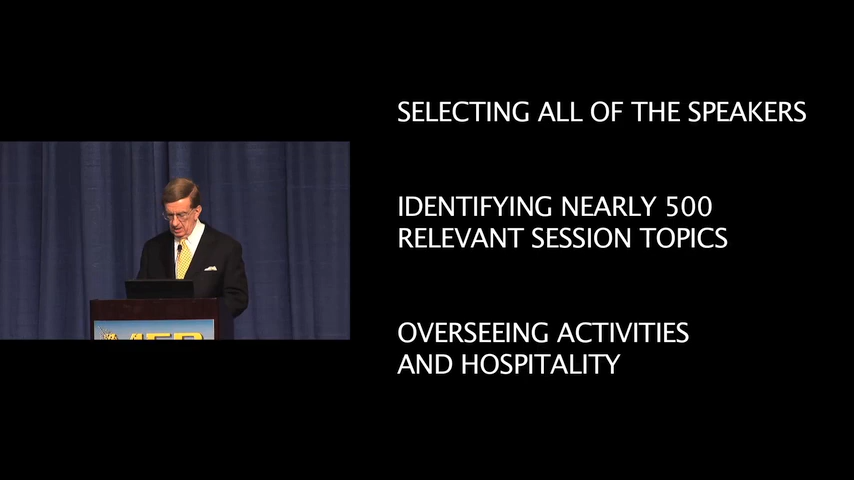 SELECTING ALL OF THE SPEAKERS
IDENTIFYING NEARLY 500
RELEVANT SESSION TOPICS
OVERSEEING ACTIVITIES
AND HOSPITALITY